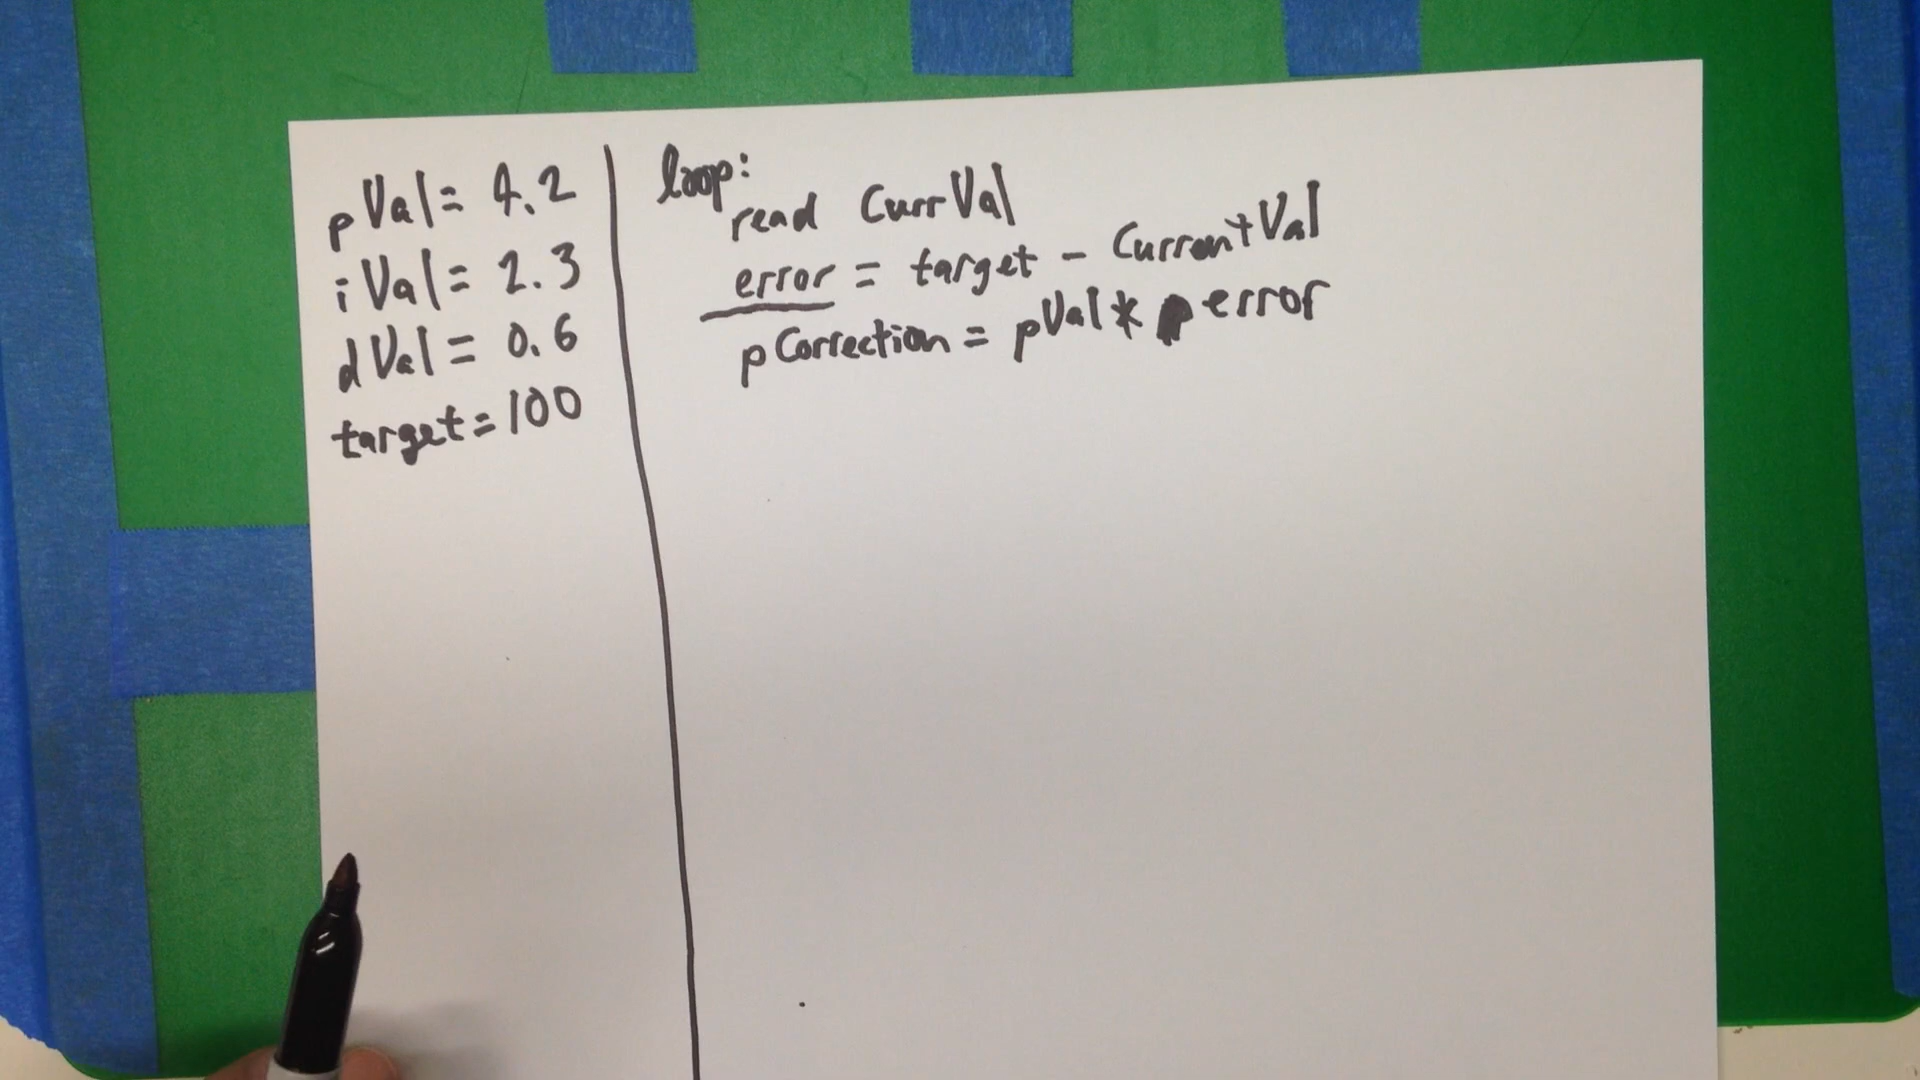 pVal= 4.2
iVal= 2.3
dVal= 0.6
target=100
loop:
read CurrVal
error = target - CurrentVal
pCorrection = pVal* error